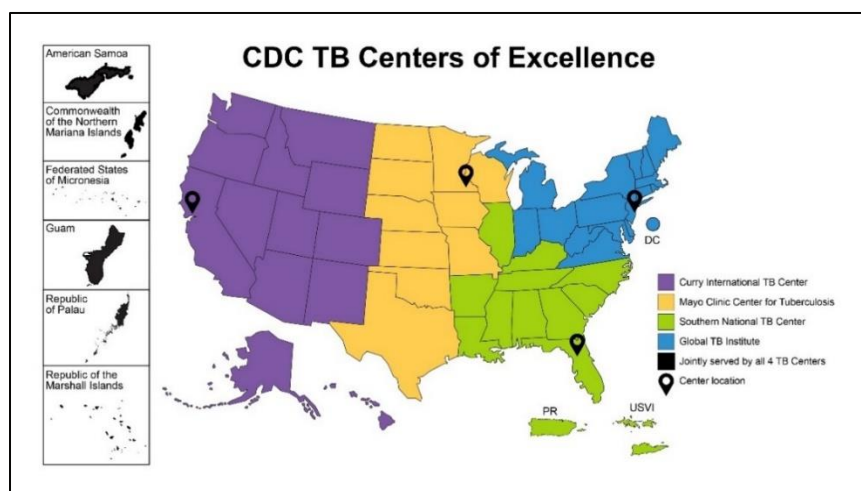 CDC TB Centers of Excellence
American Samoa
Commonwealth
of the Northern
Mariana Islands
Federated States
of Micronesia
Guam
Republic
of Palau
Republic of the
Marshall Islands
DC
Curry International TB Center
Mayo Clinic Center for Tuberculosis
Southern National TB Center
Global TB Institute
Jointly served by all 4 TB Centers
Center location
PR
USVI